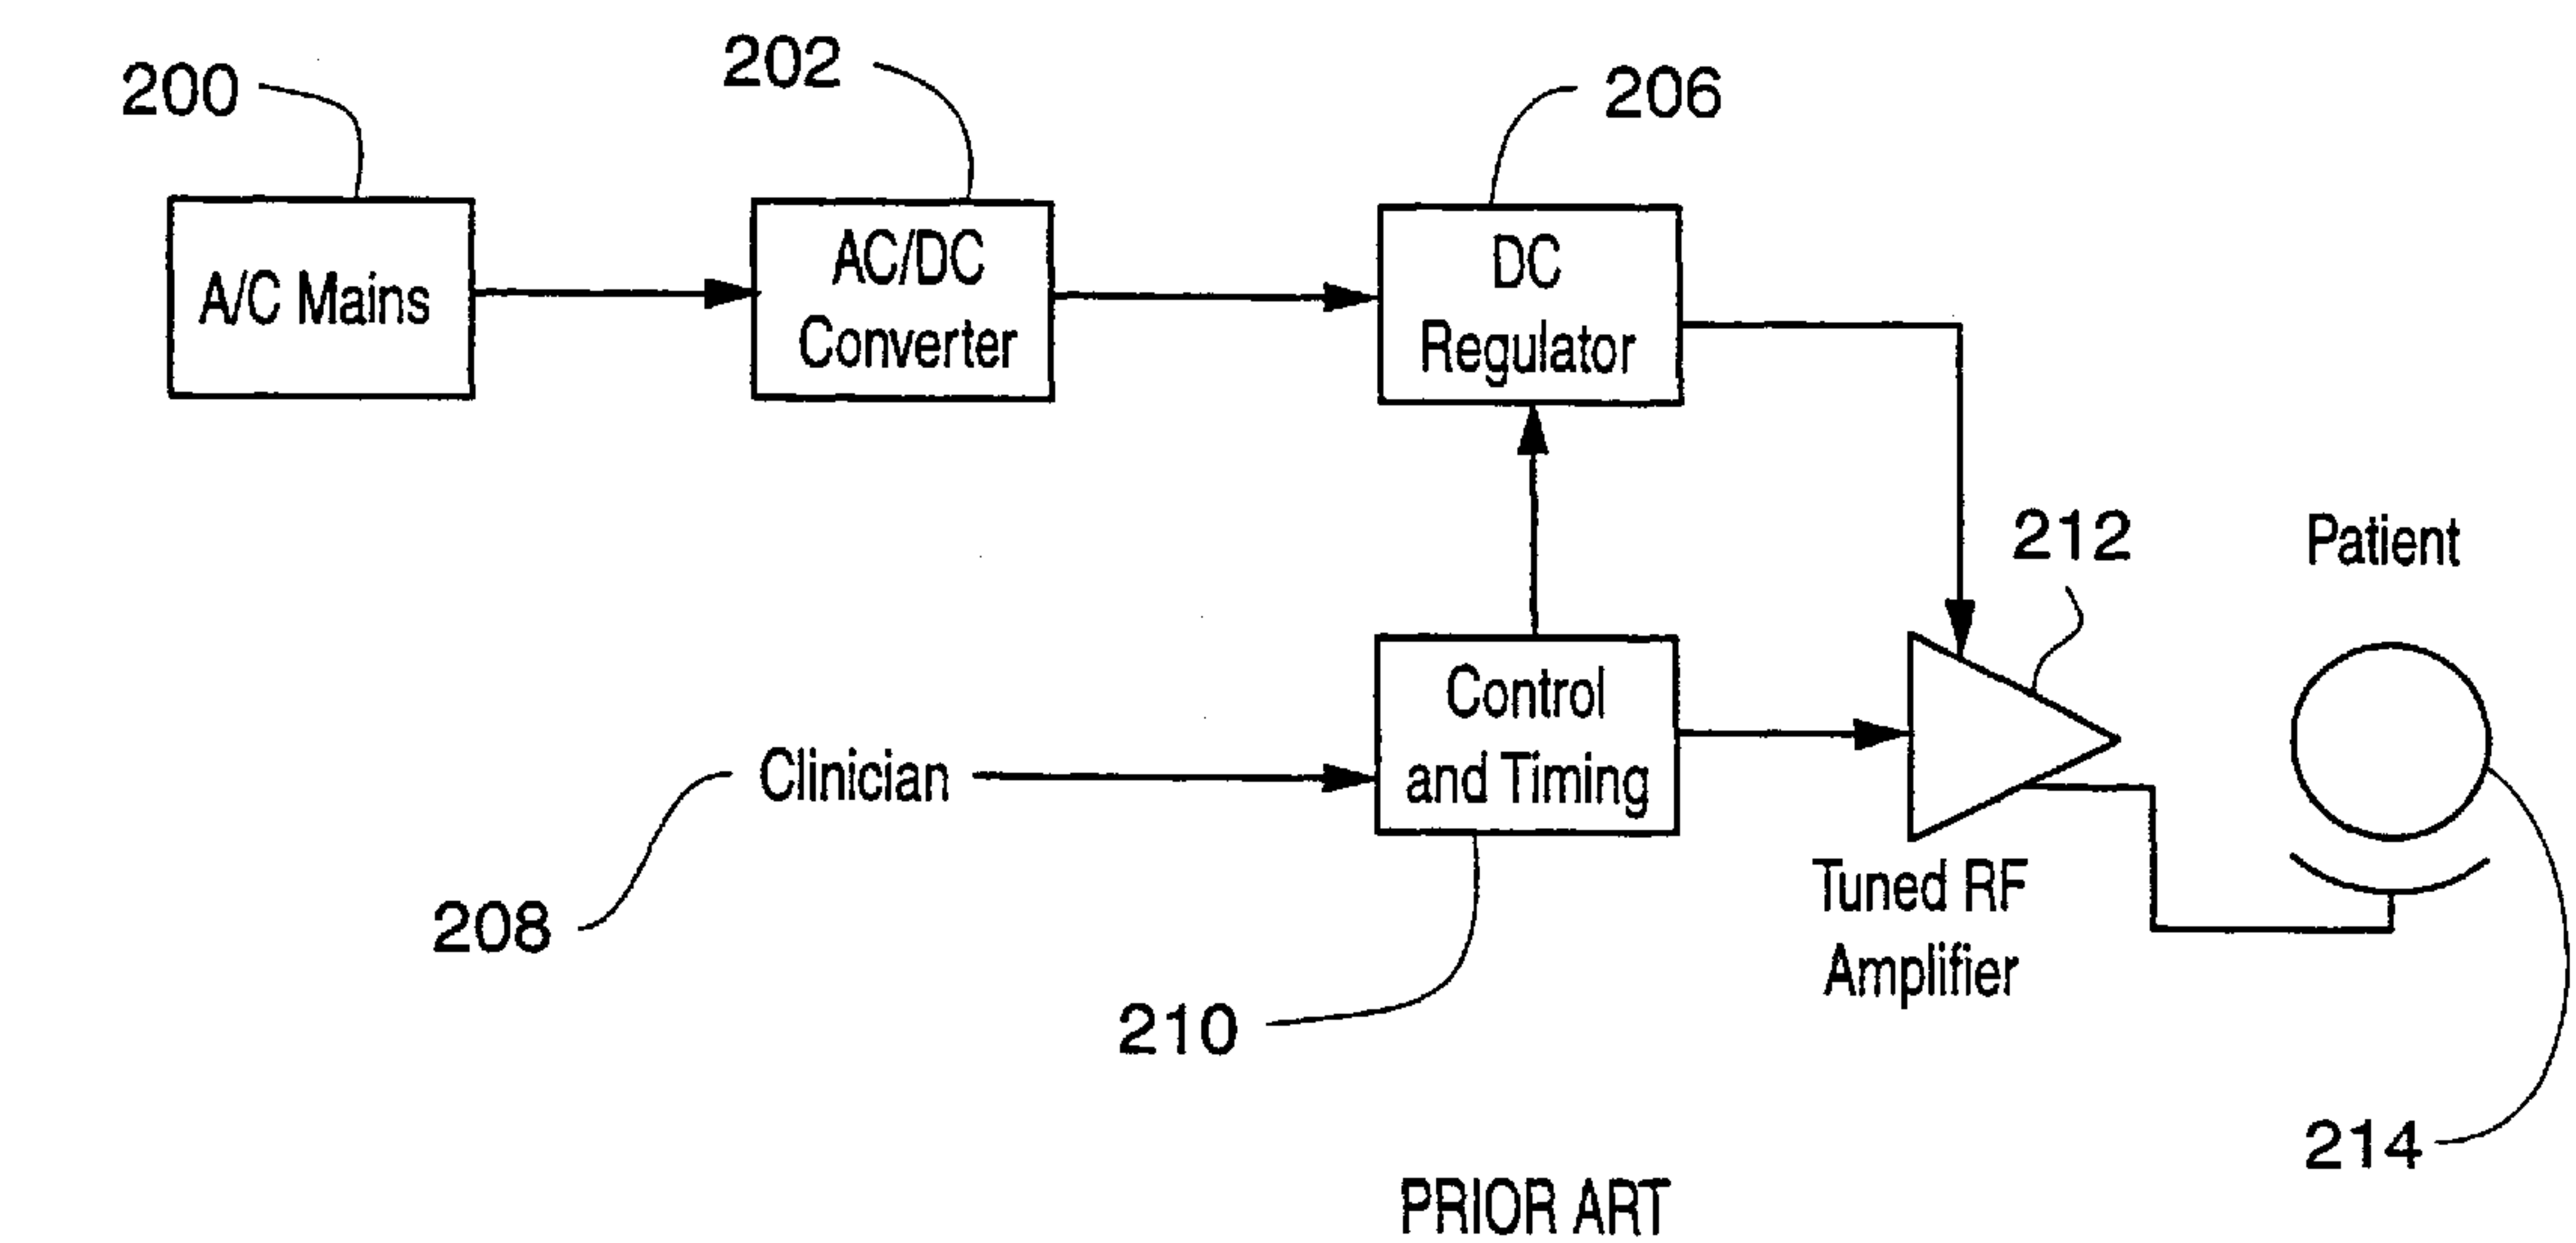 200
202
206
A/C Mains
AC/DC
Converter
DC
Regulator
212
Patient
Clinician
Control
and Timing
208
210
Tuned RF
Amplifier
214
PRIOR ART